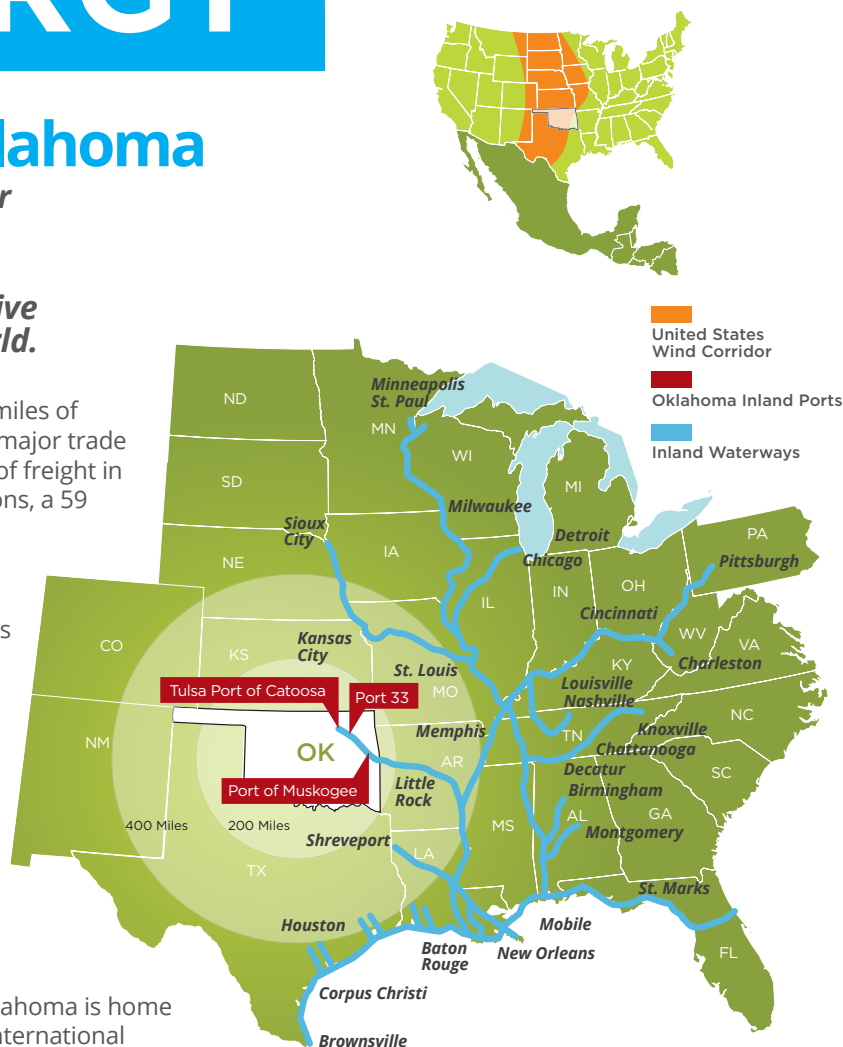 lahoma
r
ive
ld.
miles of
major trade
of freight in
ons, a 59
s
lahoma is home
nternational
United States
Wind Corridor
Oklahoma Inland Ports
Inland Waterways
Minneapolis
St. Paul
ND
MN
WI
SD
MI
Milwaukee
Sioux
City
Detroit
PA
NE
IA
Chicago
Pittsburgh
IL
IN
OH
Cincinnati
CO
KS
Kansas
City
WV
VA
St. Louis
KY
Charleston
Tulsa Port of Catoosa
Port 33
MO
Louisville
Nashville
NC
NM
OK
Memphis
TN
Knoxville
Chattanooga
AR
SC
Port of Muskogee
Little
Rock
Decatur
Birmingham
400 Miles
200 Miles
MS
AL
GA
Shreveport
LA
Montgomery
TX
St. Marks
Houston
Mobile
Baton
Rouge
New Orleans
FL
Corpus Christi
Brownsville